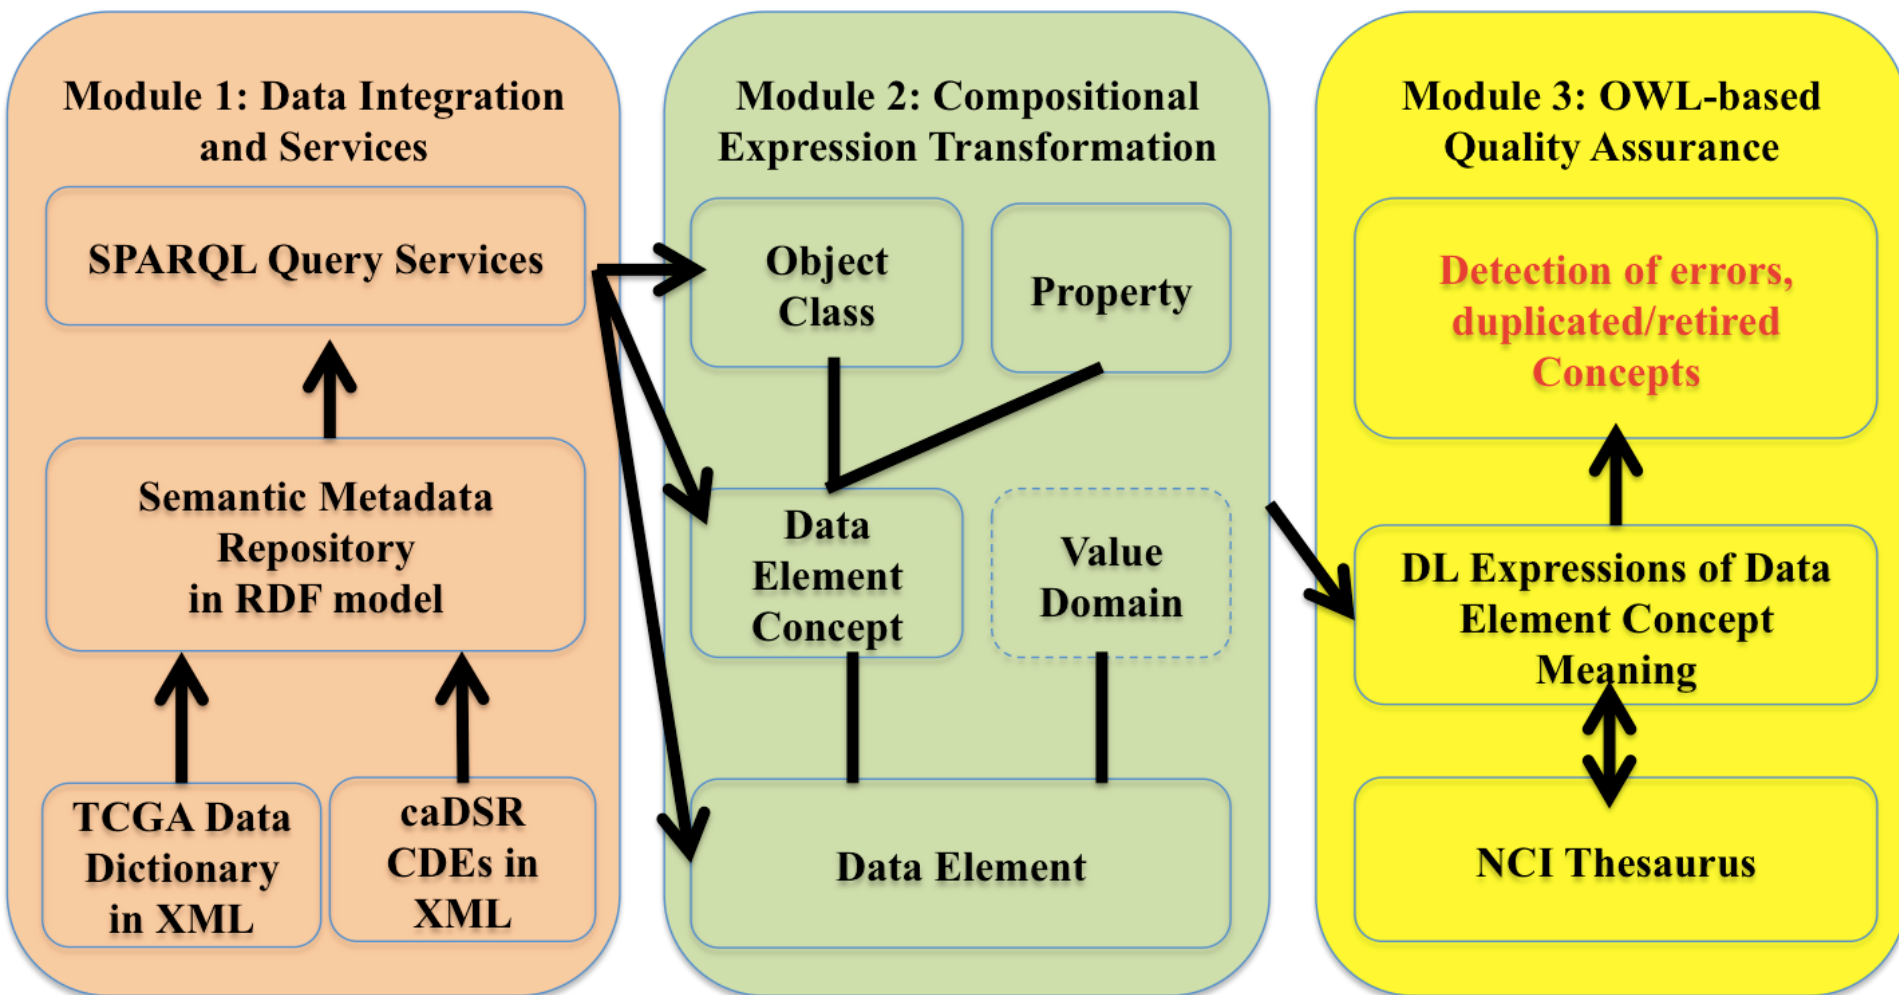 Module 1: Data Integration
and Services
SPARQL Query Services
Semantic Metadata
Repository
in RDF model
TCGA Data
Dictionary
in XML
caDSR
CDEs in
XML
Module 2: Compositional
Expression Transformation
Object
Class
Property
Data
Element
Concept
Value
Domain
Data Element
Module 3: OWL-based
Quality Assurance
Detection of errors,
duplicated/retired
Concepts
DL Expressions of Data
Element Concept
Meaning
NCI Thesaurus